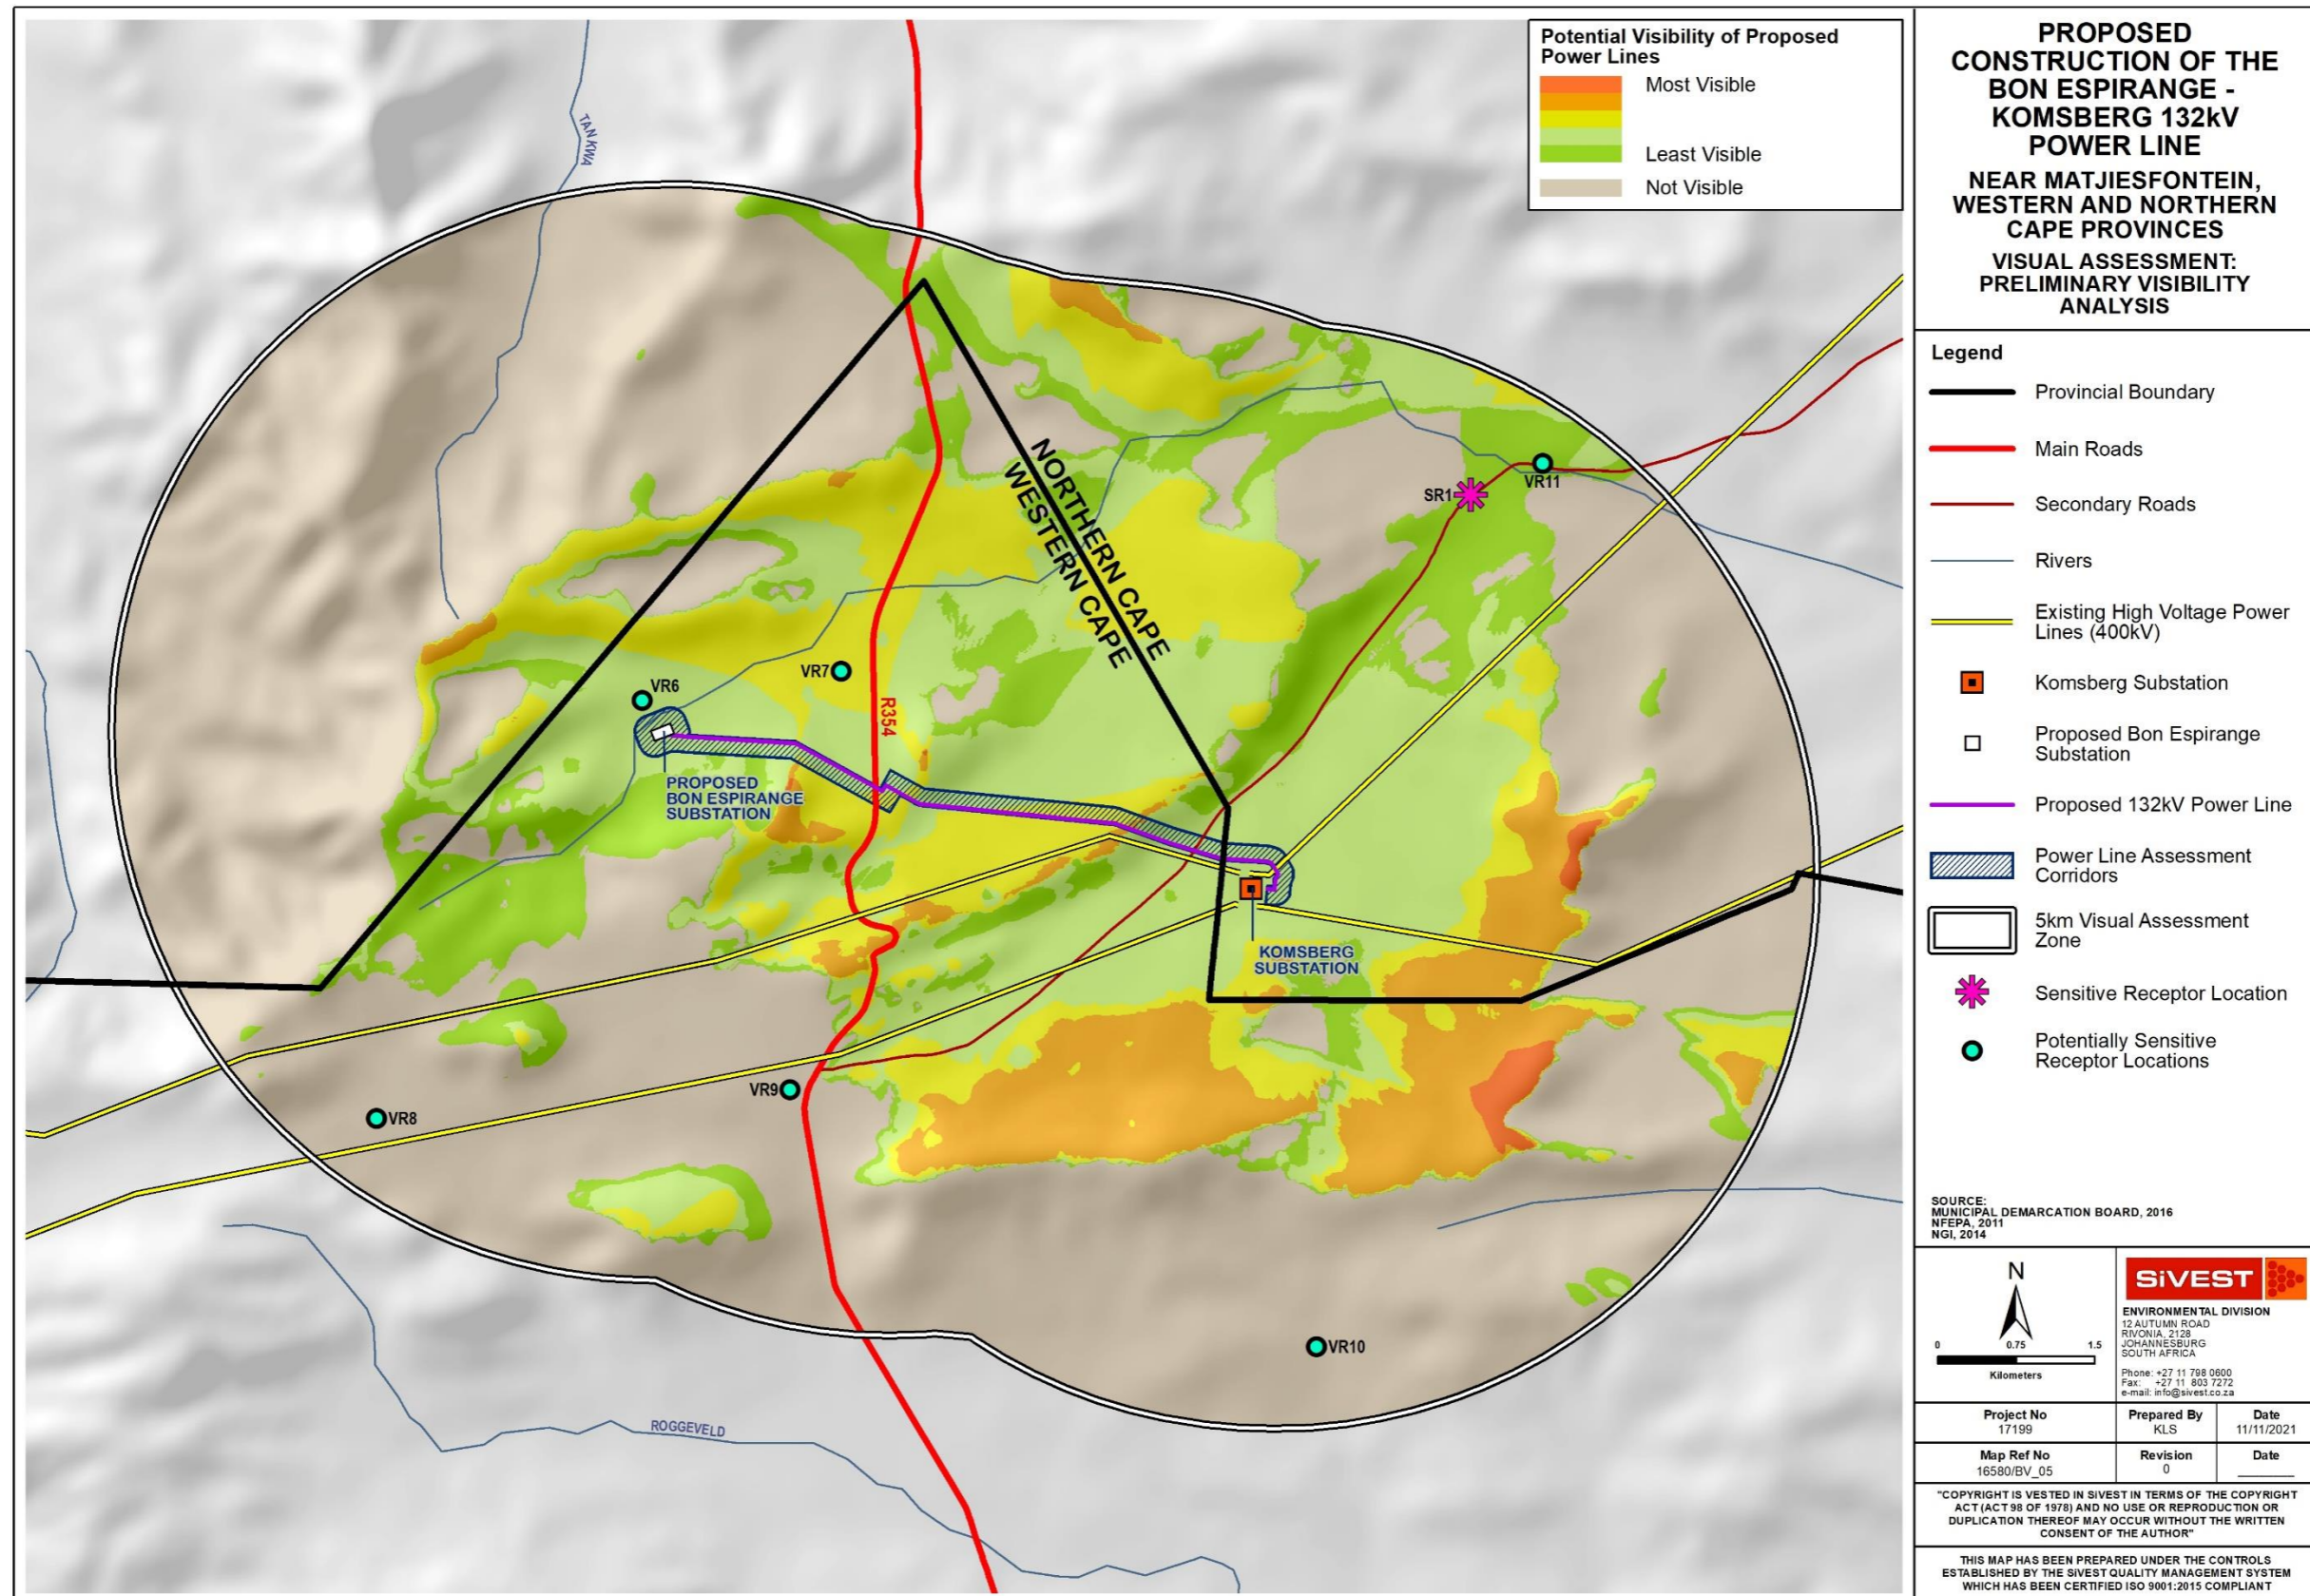 Potential Visibility of Proposed
Power Lines
Most Visible
Least Visible
Not Visible
TANKWA
NORTHERN CAPE
WESTERN CAPE
SR1
VR11
VR7
VR6
R354
PROPOSED
BON ESPIRANGE
SUBSTATION
KOMSBERG
SUBSTATION
VR9
VR8
VR10
ROGGEVELD
PROPOSED
CONSTRUCTION OF THE
BON ESPIRANGE -
KOMSBERG 132kV
POWER LINE
NEAR MATJIESFONTEIN,
WESTERN AND NORTHERN
CAPE PROVINCES
VISUAL ASSESSMENT:
PRELIMINARY VISIBILITY
ANALYSIS
Legend
Provincial Boundary
Main Roads
Secondary Roads
Rivers
Existing High Voltage Power
Lines (400kV)
Komsberg Substation
Proposed Bon Espirange
Substation
Proposed 132kV Power Line
Power Line Assessment
Corridors
5km Visual Assessment
Zone
Sensitive Receptor Location
Potentially Sensitive
Receptor Locations
SOURCE:
MUNICIPAL DEMARCATION BOARD, 2016
NFEPA, 2011
NGI, 2014
N
0 0.75 1.5
Kilometers
SiVEST
ENVIRONMENTAL DIVISION
12 AUTUMN ROAD
RIVONIA, 2128
JOHANNESBURG
SOUTH AFRICA
Phone: +27 11 798 0600
Fax: +27 11 803 7272
e-mail: info@sivest.co.za
Project No
17199
Prepared By
KLS
Date
11/11/2021
Map Ref No
16580/BV_05
Revision
0
Date
"COPYRIGHT IS VESTED IN SiVEST IN TERMS OF THE COPYRIGHT
ACT (ACT 98 OF 1978) AND NO USE OR REPRODUCTION OR
DUPLICATION THEREOF MAY OCCUR WITHOUT THE WRITTEN
CONSENT OF THE AUTHOR"
THIS MAP HAS BEEN PREPARED UNDER THE CONTROLS
ESTABLISHED BY THE SiVEST QUALITY MANAGEMENT SYSTEM
WHICH HAS BEEN CERTIFIED ISO 9001:2015 COMPLIANT